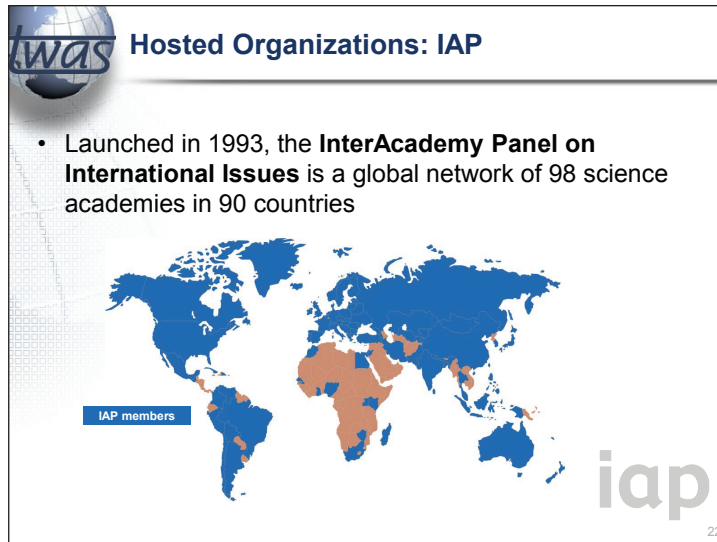 twas
Hosted Organizations: IAP
• Launched in 1993, the InterAcademy Panel on
International Issues is a global network of 98 science
academies in 90 countries
IAP members
iap
22